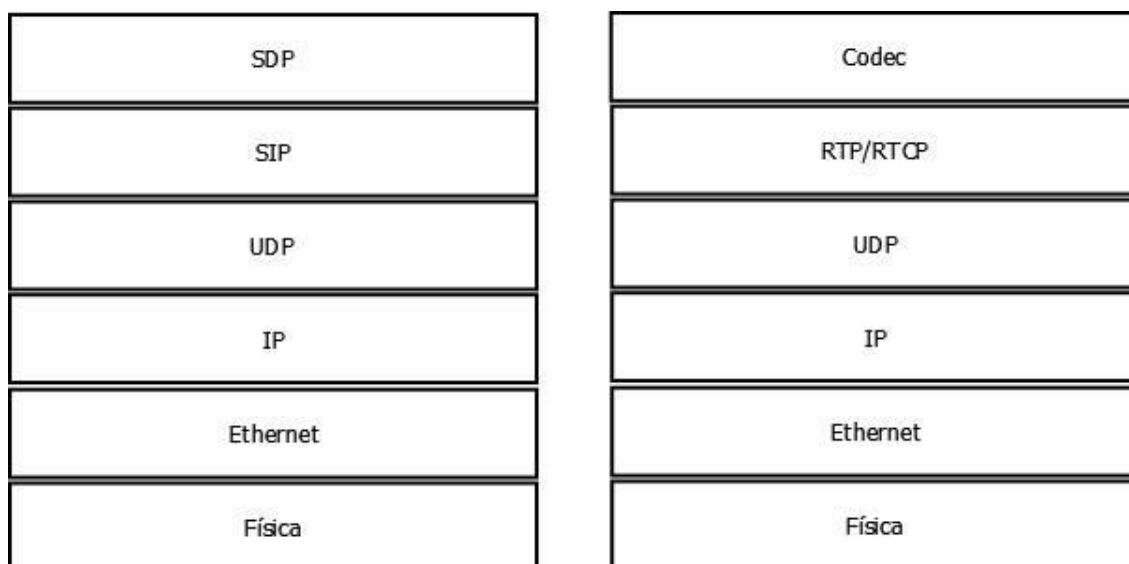 SDP
SIP
UDP
IP
Ethernet
Física
Codec
RTP/RTCP
UDP
IP
Ethernet
Física